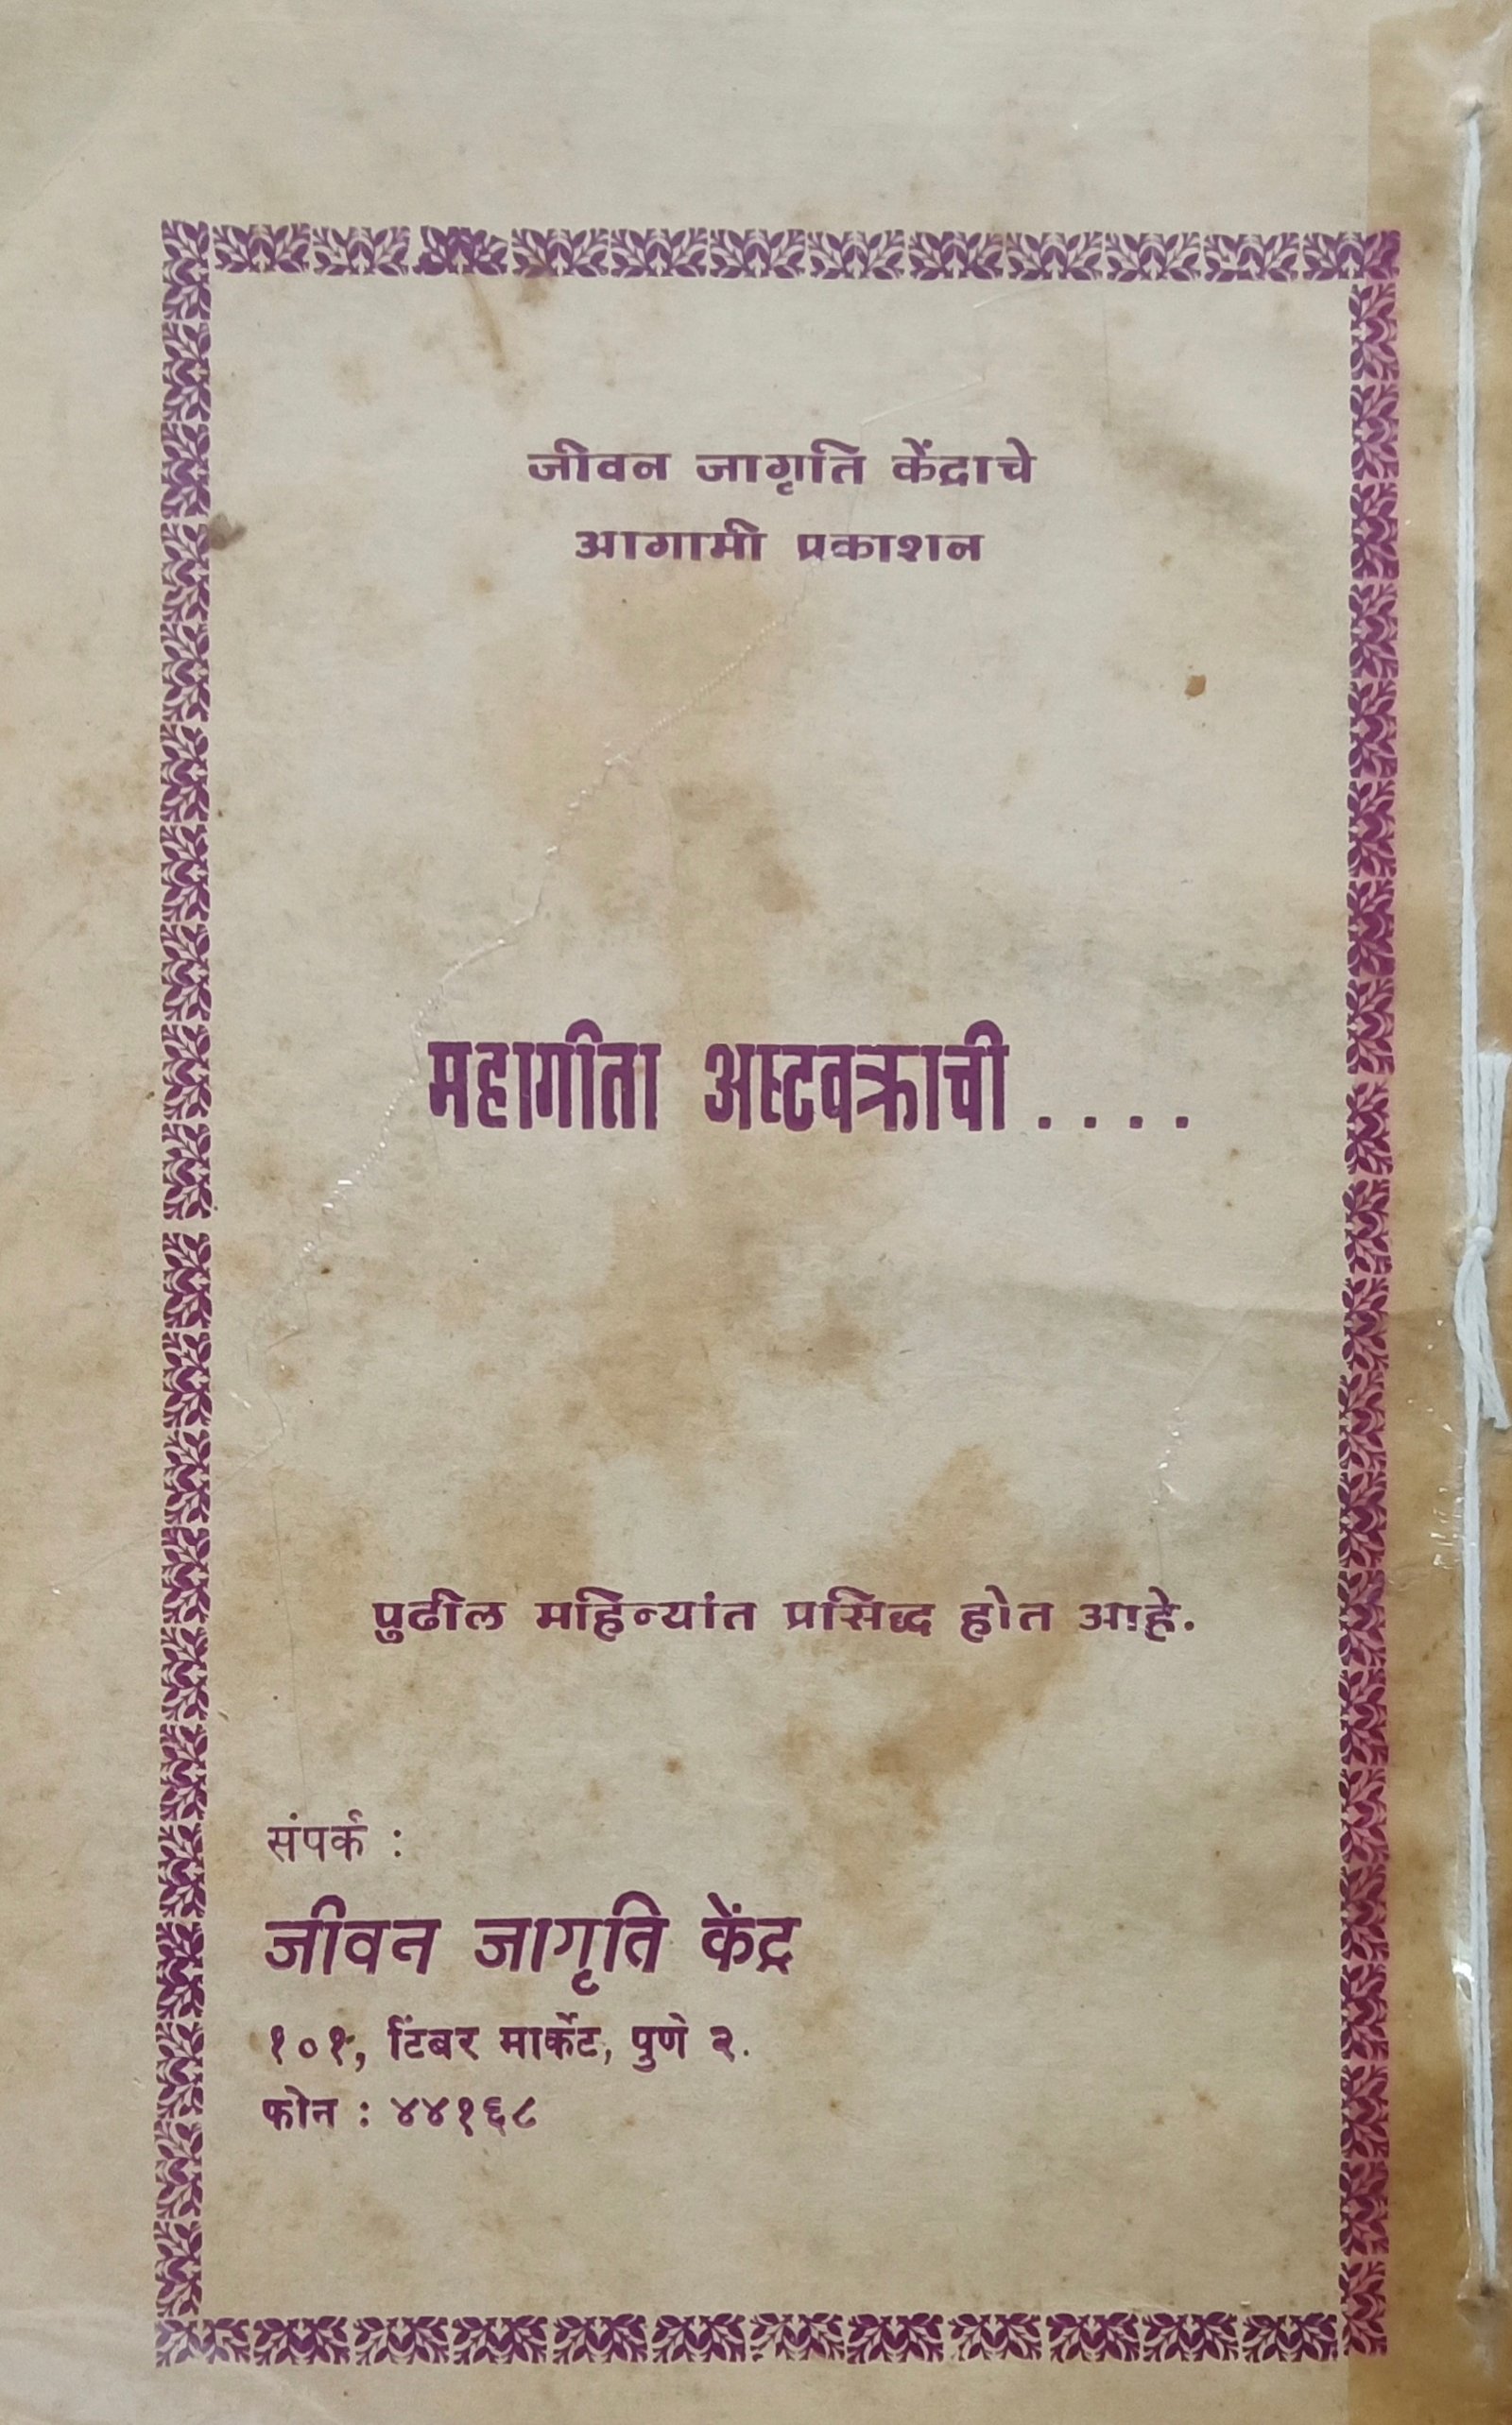 जीवन जागृति केंद्राचे
आगामी प्रकाशन
महागीता अष्टवक्राची . . . .
पुढील महिन्यांत प्रसिद्ध होत आहे.
संपर्क :
जीवन जागृति केंद्र
१०१, टिंबर मार्केट, पुणे २.
फोन : ४४१६८